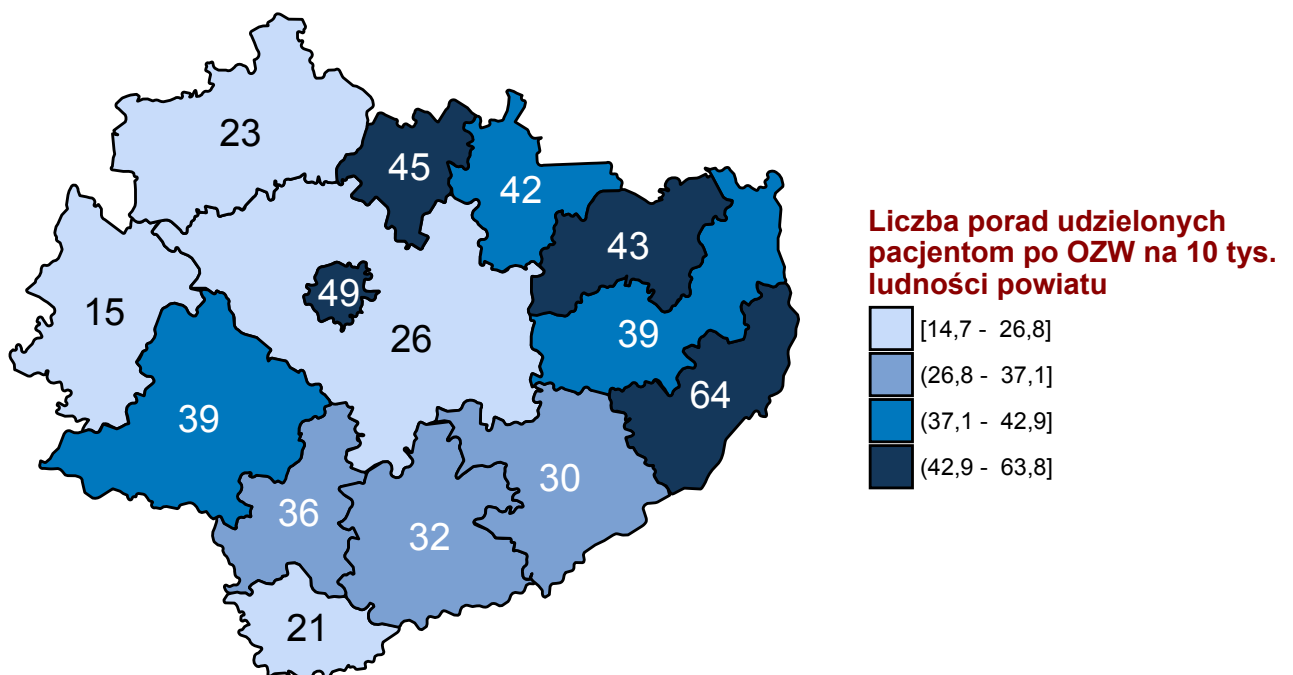 23
45
42
43
49
15
26
39
64
39
30
36
32
21
Liczba porad udzielonych
pacjentom po OZW na 10 tys.
ludności powiatu
[14,7 - 26,8]
(26,8 - 37,1]
(37,1 - 42,9]
(42,9 - 63,8]